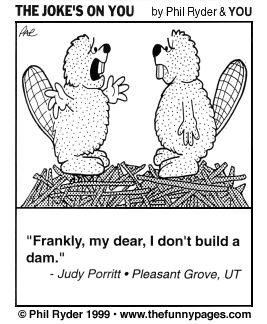 THE JOKE'S ON YOU by Phil Ryder & YOU
Phil
"Frankly, my dear, I don't build a
dam."
- Judy Porritt • Pleasant Grove, UT
© Phil Ryder 1999 • www.thefunnypages.com